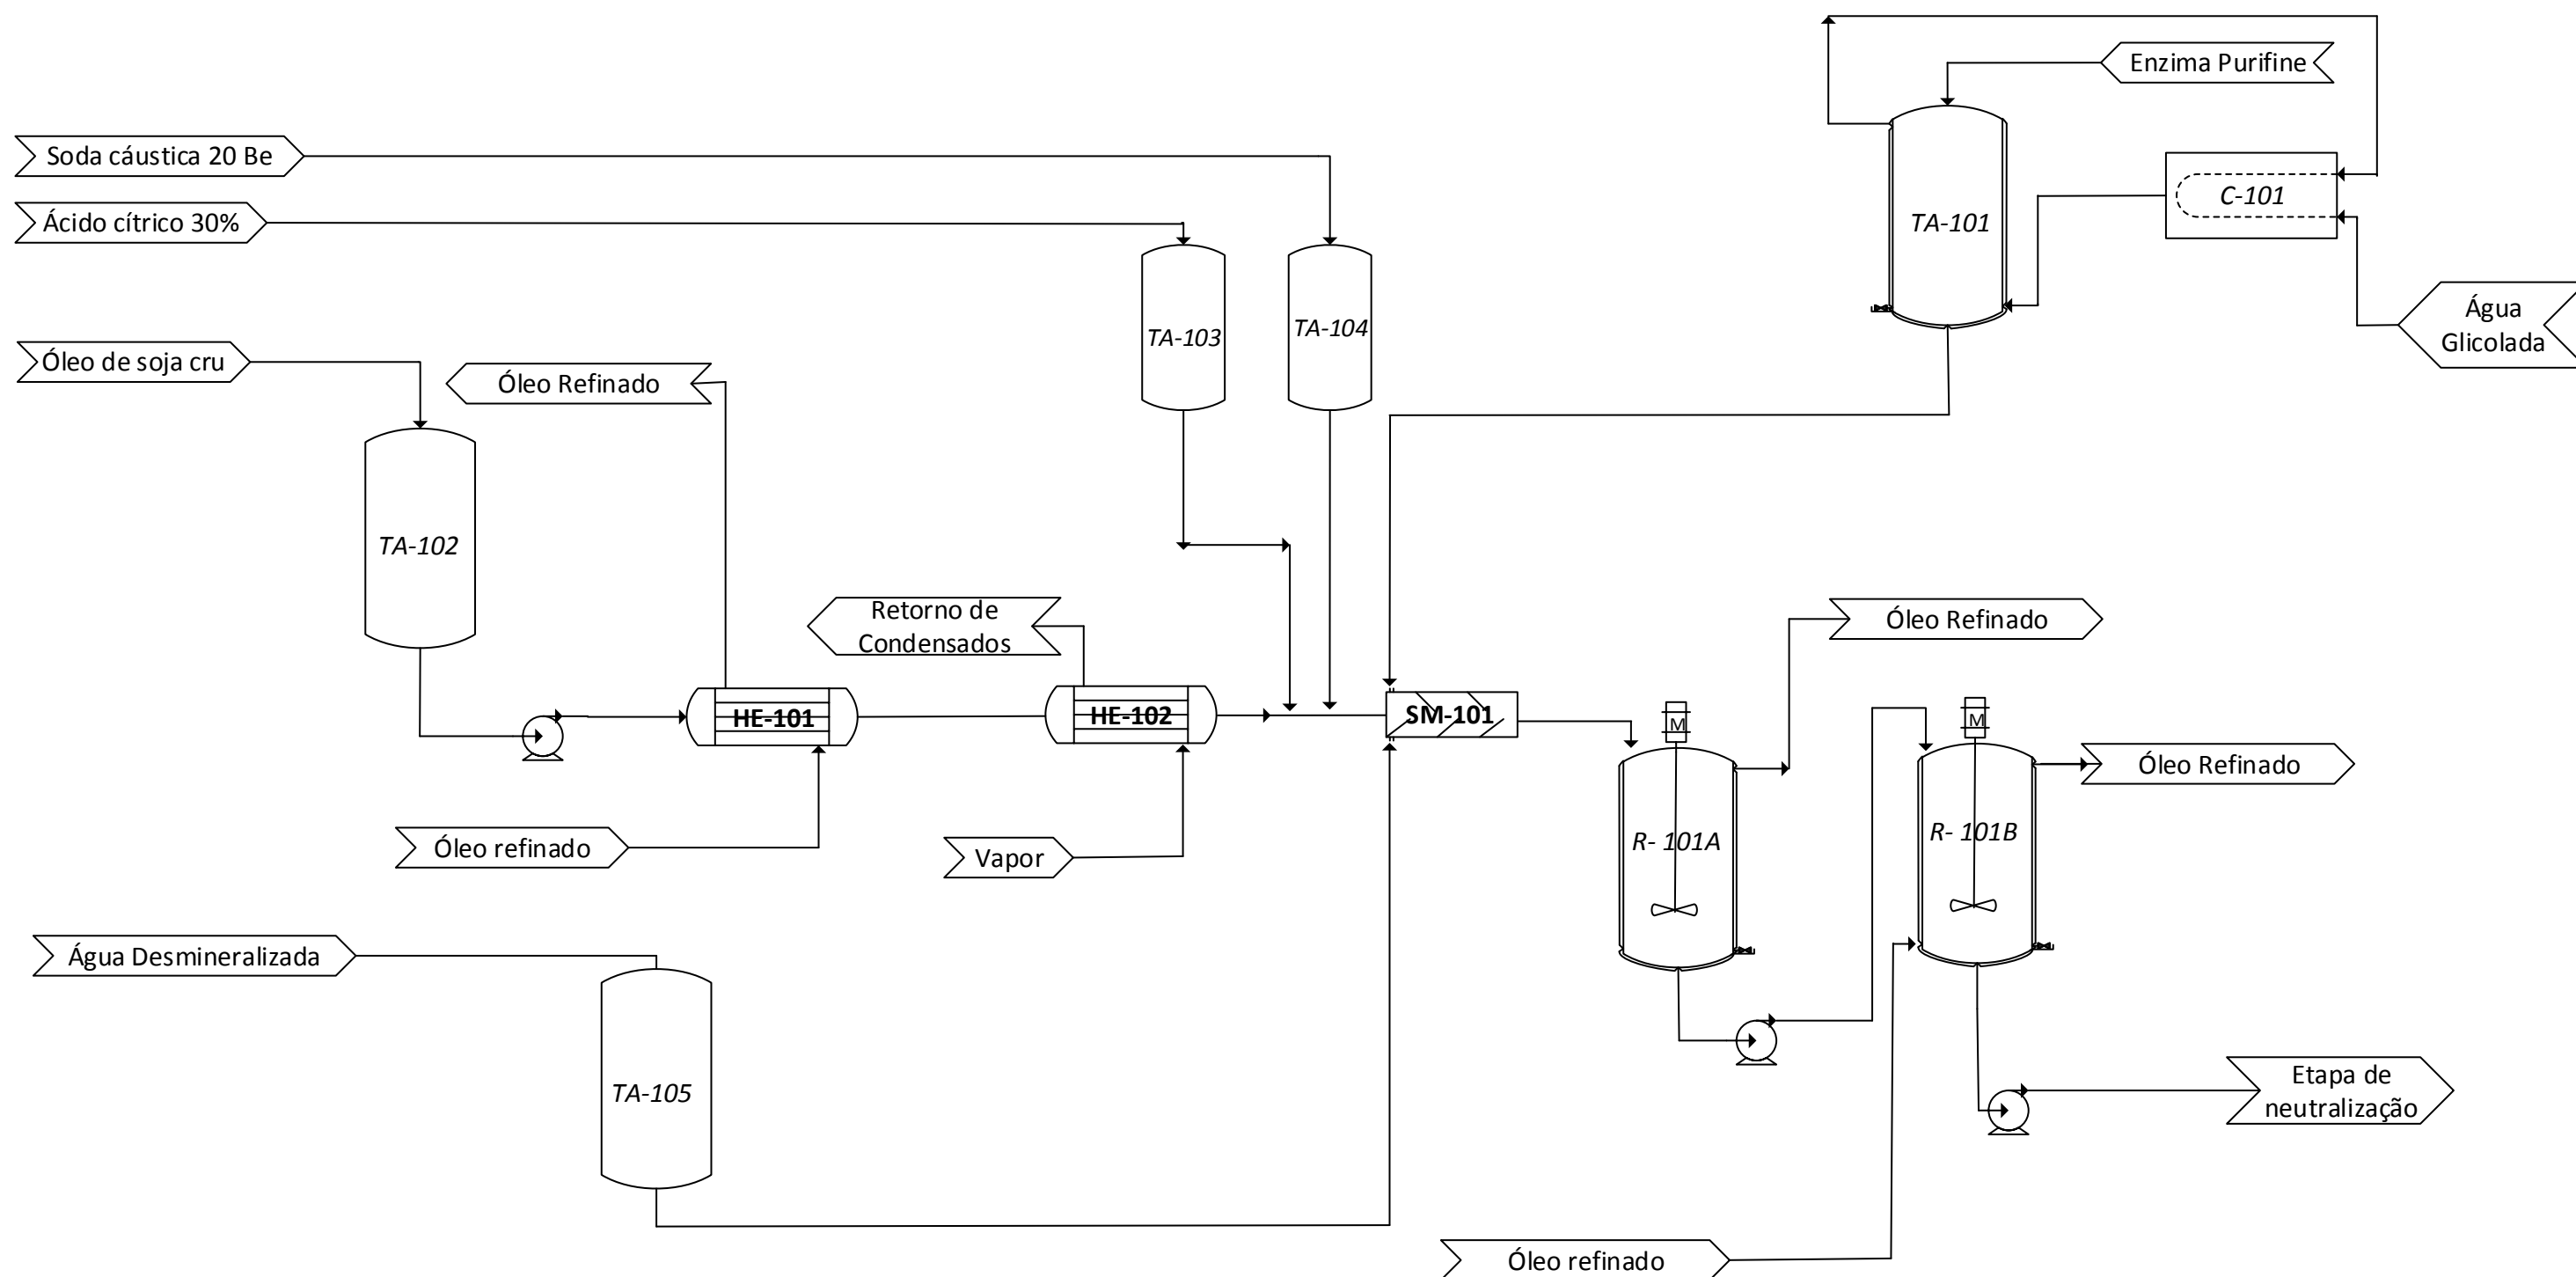 Enzima Purifine
Soda cáustica 20 Be
Ácido cítrico 30%
C-101
TA-101
Água
Glicolada
TA-103
TA-104
Óleo de soja cru
Óleo Refinado
TA-102
Retorno de
Condensados
Óleo Refinado
HE-101
HE-102
SM-101
M
M
Óleo Refinado
R- 101A
R- 101B
Óleo refinado
Vapor
Água Desmineralizada
TA-105
Etapa de
neutralização
Óleo refinado